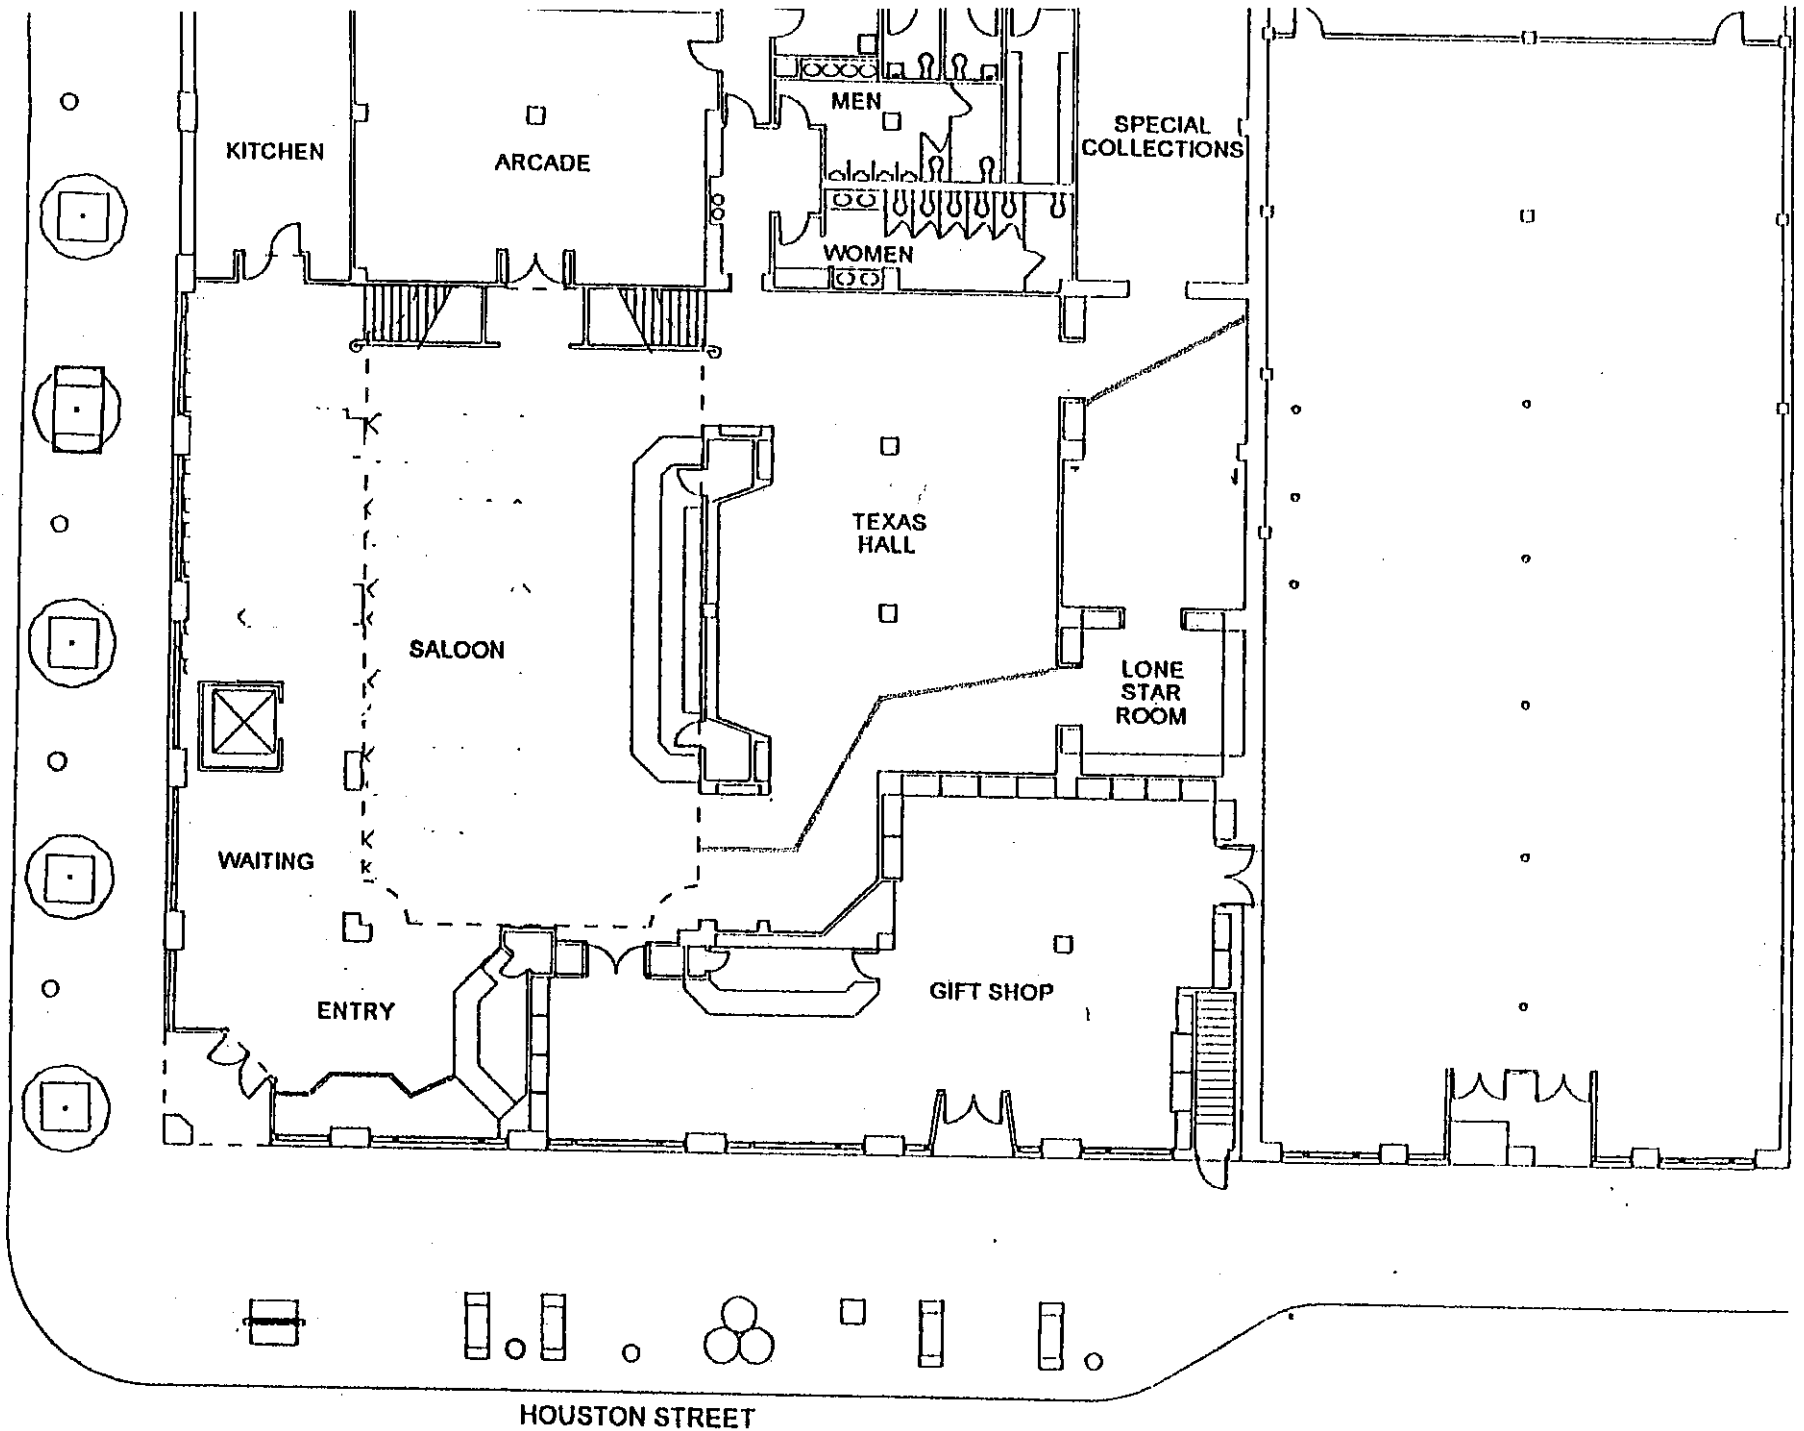 MEN
SPECIAL
COLLECTIONS
KITCHEN
ARCADE
WOMEN
TEXAS
HALL
SALOON
LONE
STAR
ROOM
WAITING
ENTRY
GIFT SHOP
HOUSTON STREET